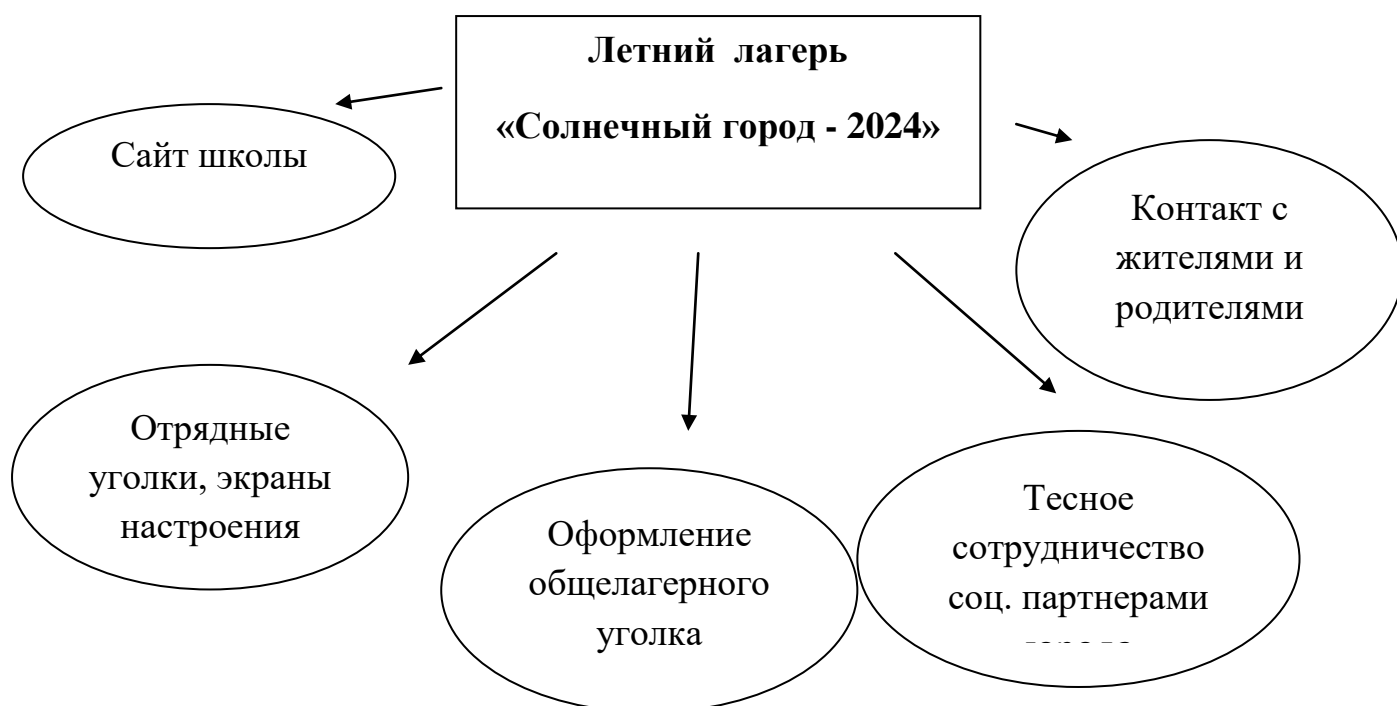 Летний лагерь
«Солнечный город - 2024»
Сайт школы
Контакт с
жителями и
родителями
Отрядные
уголки, экраны
настроения
Оформление
общелагерного
уголка
Тесное
сотрудничество
соц. партнерами